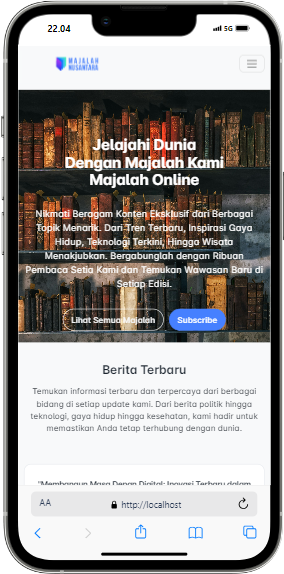 22.04
5G
MAJALAH
NUSANTARA
Jelajahi Dunia
Dengan Majalah Kami
Majalah Online
Nikmati Beragam Konten Eksklusif dari Berbagai
Topik Menarik. Dari Tren Terbaru, Inspirasi Gaya
Hidup, Teknologi Terkini, Hingga Wisata
Menakjubkan. Bergabunglah dengan Ribuan
Pembaca Setia Kami dan Temukan Wawasan Baru di
Setiap Edisi.
Lihat Semua Majalah
Subscribe
Berita Terbaru
Temukan informasi terbaru dan terpercaya dari berbagai
bidang di setiap update kami. Dari berita politik hingga
teknologi, gaya hidup hingga kesehatan, kami hadir untuk
memastikan Anda tetap terhubung dengan dunia.
"Membangun Masa Depan Digital: Inovasi Terbaru dalam
AA
http://localhost